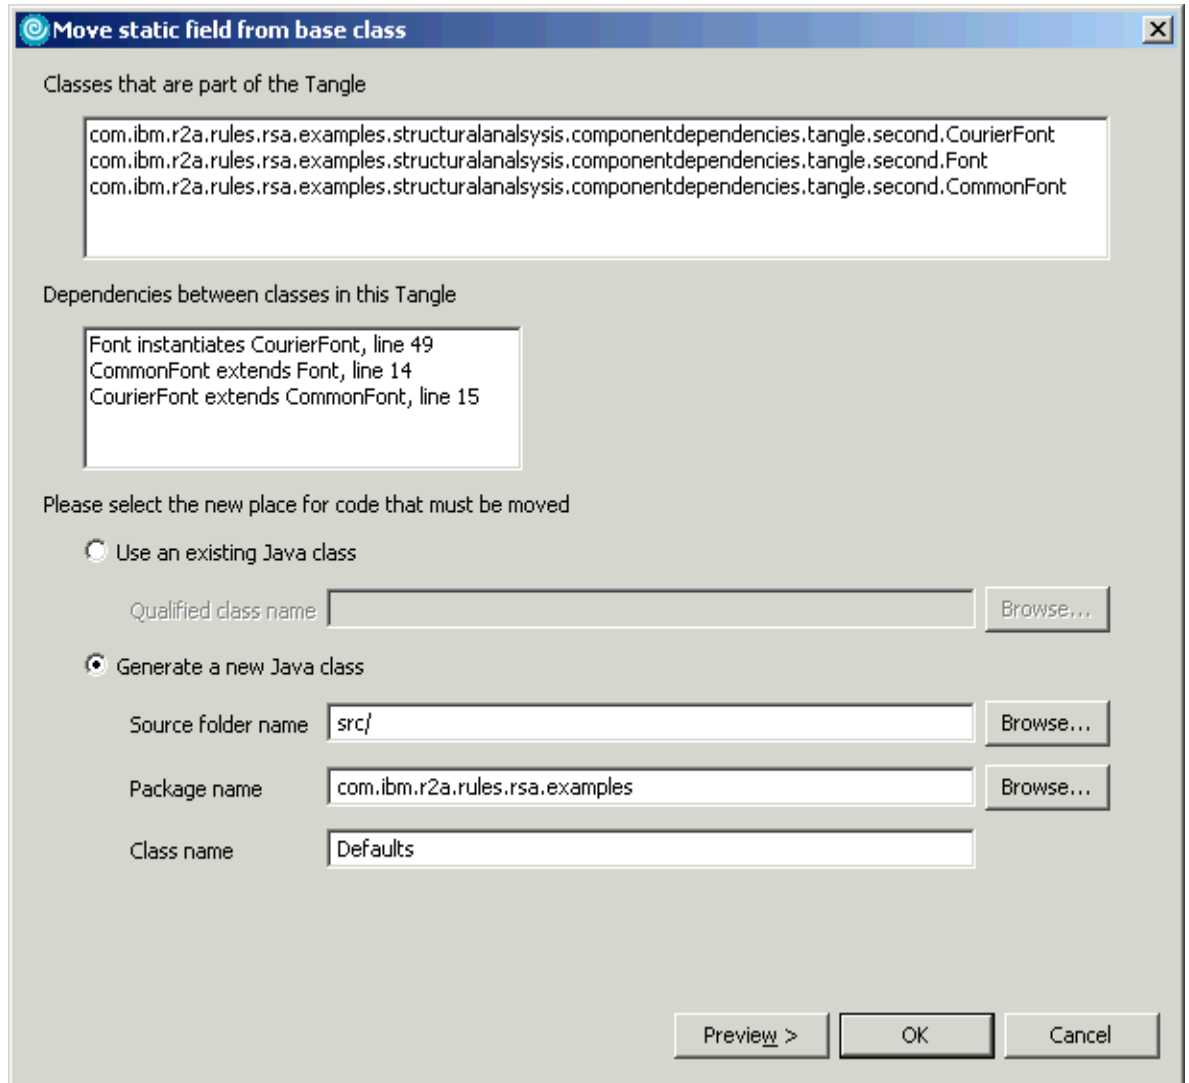 Move static field from base class
Classes that are part of the Tangle
com.ibm.r2a.rules.rsa.examples.structuralanalsysis.componentdependencies.tangle.second.CourierFont
com.ibm.r2a.rules.rsa.examples.structuralanalsysis.componentdependencies.tangle.second.Font
com.ibm.r2a.rules.rsa.examples.structuralanalsysis.componentdependencies.tangle.second.CommonFont
Dependencies between classes in this Tangle
Font instantiates CourierFont, line 49
CommonFont extends Font, line 14
CourierFont extends CommonFont, line 15
Please select the new place for code that must be moved
Use an existing Java class
Qualified class name Browse...
Generate a new Java class
Source folder name src/ Browse...
Package name com.ibm.r2a.rules.rsa.examples Browse...
Class name Defaults
Preview > OK Cancel